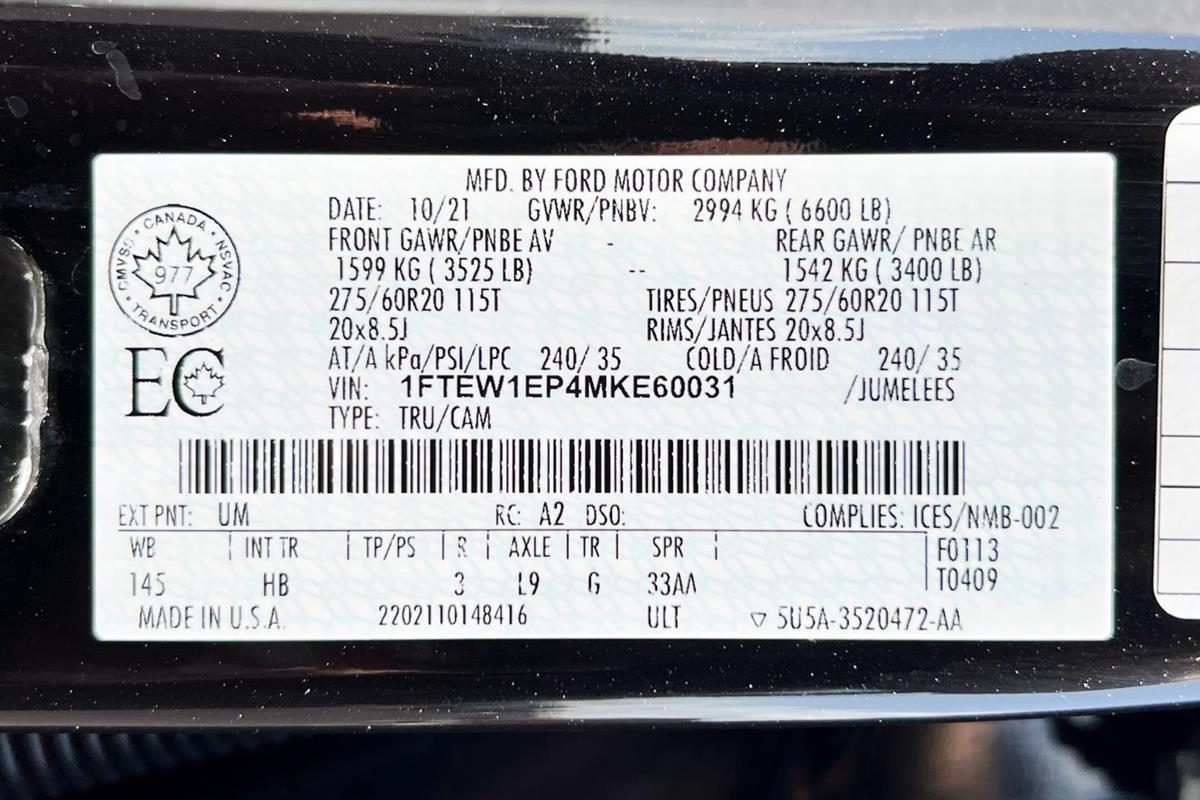 MFD. BY FORD MOTOR COMPANY
DATE: 10/21 GVWR/PNBV: 2994 KG ( 6600 LB)
FRONT GAWR/PNBE AV - REAR GAWR/ PNBE AR
1599 KG ( 3525 LB) -- 1542 KG ( 3400 LB)
275/60R20 115T TIRES/PNEUS 275/60R20 115T
20x8.5J RIMS/JANTES 20x8.5J
AT/A kPa/PSI/LPC 240/ 35 COLD/A FROID 240/ 35
VIN: 1FTEW1EP4MKE60031 /JUMELEES
TYPE: TRU/CAM
CANADA
CMVSS NSVAC
977
TRANSPORT
EC
EXT PNT: UM RC: A2 DSO: COMPLIES: ICES/NMB-002
WB | INT TR | TP/PS | R | AXLE | TR | SPR | F0113
145 HB 3 L9 G 33AA T0409
MADE IN U.S.A. 2202110148416 ULT ▽ 5U5A-3520472-AA